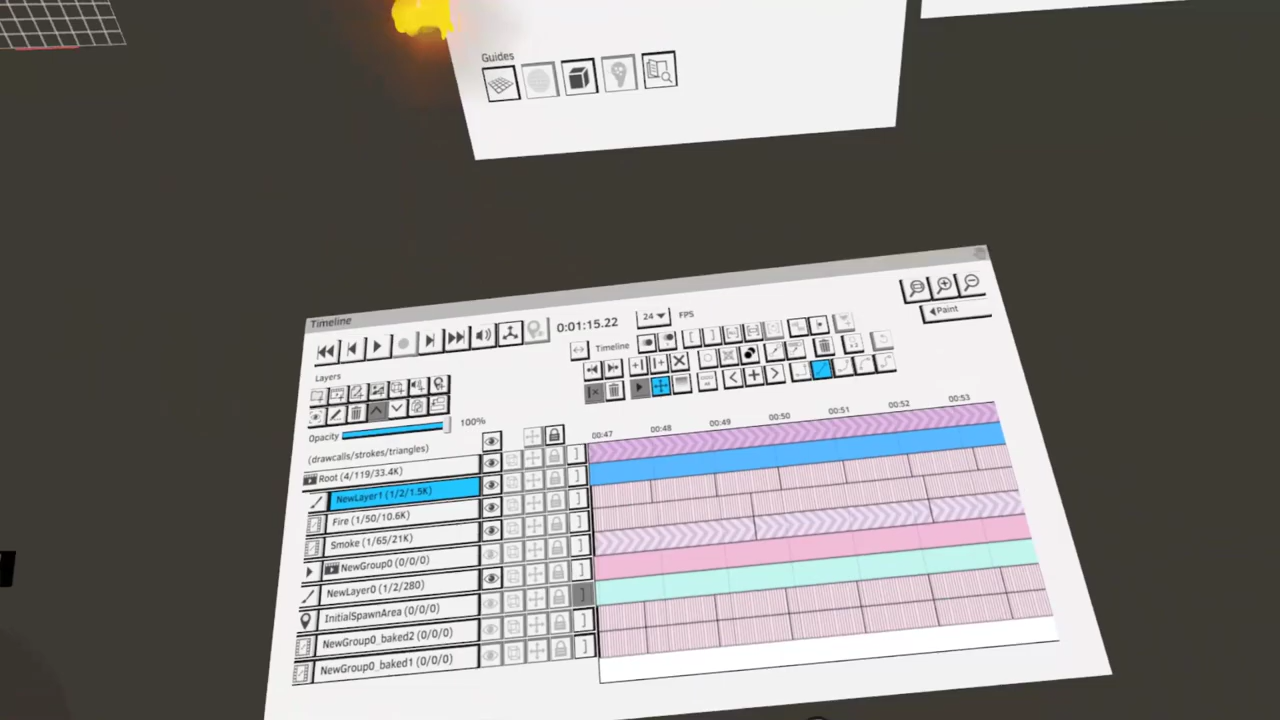 Guides
Timeline
0:01:15.22
24
FPS
Paint
Timeline
Layers
Opacity
100%
(drawcalls/strokes/triangles)
00:47
00:48
00:49
00:50
00:51
00:52
00:53
Root (4/119/33.4K)
NewLayer1 (1/2/1.5K)
Fire (1/50/10.6K)
Smoke (1/65/21K)
NewGroup0 (0/0/0)
NewLayer0 (1/2/280)
InitialSpawnArea (0/0/0)
NewGroup0_baked2 (0/0/0)
NewGroup0_baked1 (0/0/0)